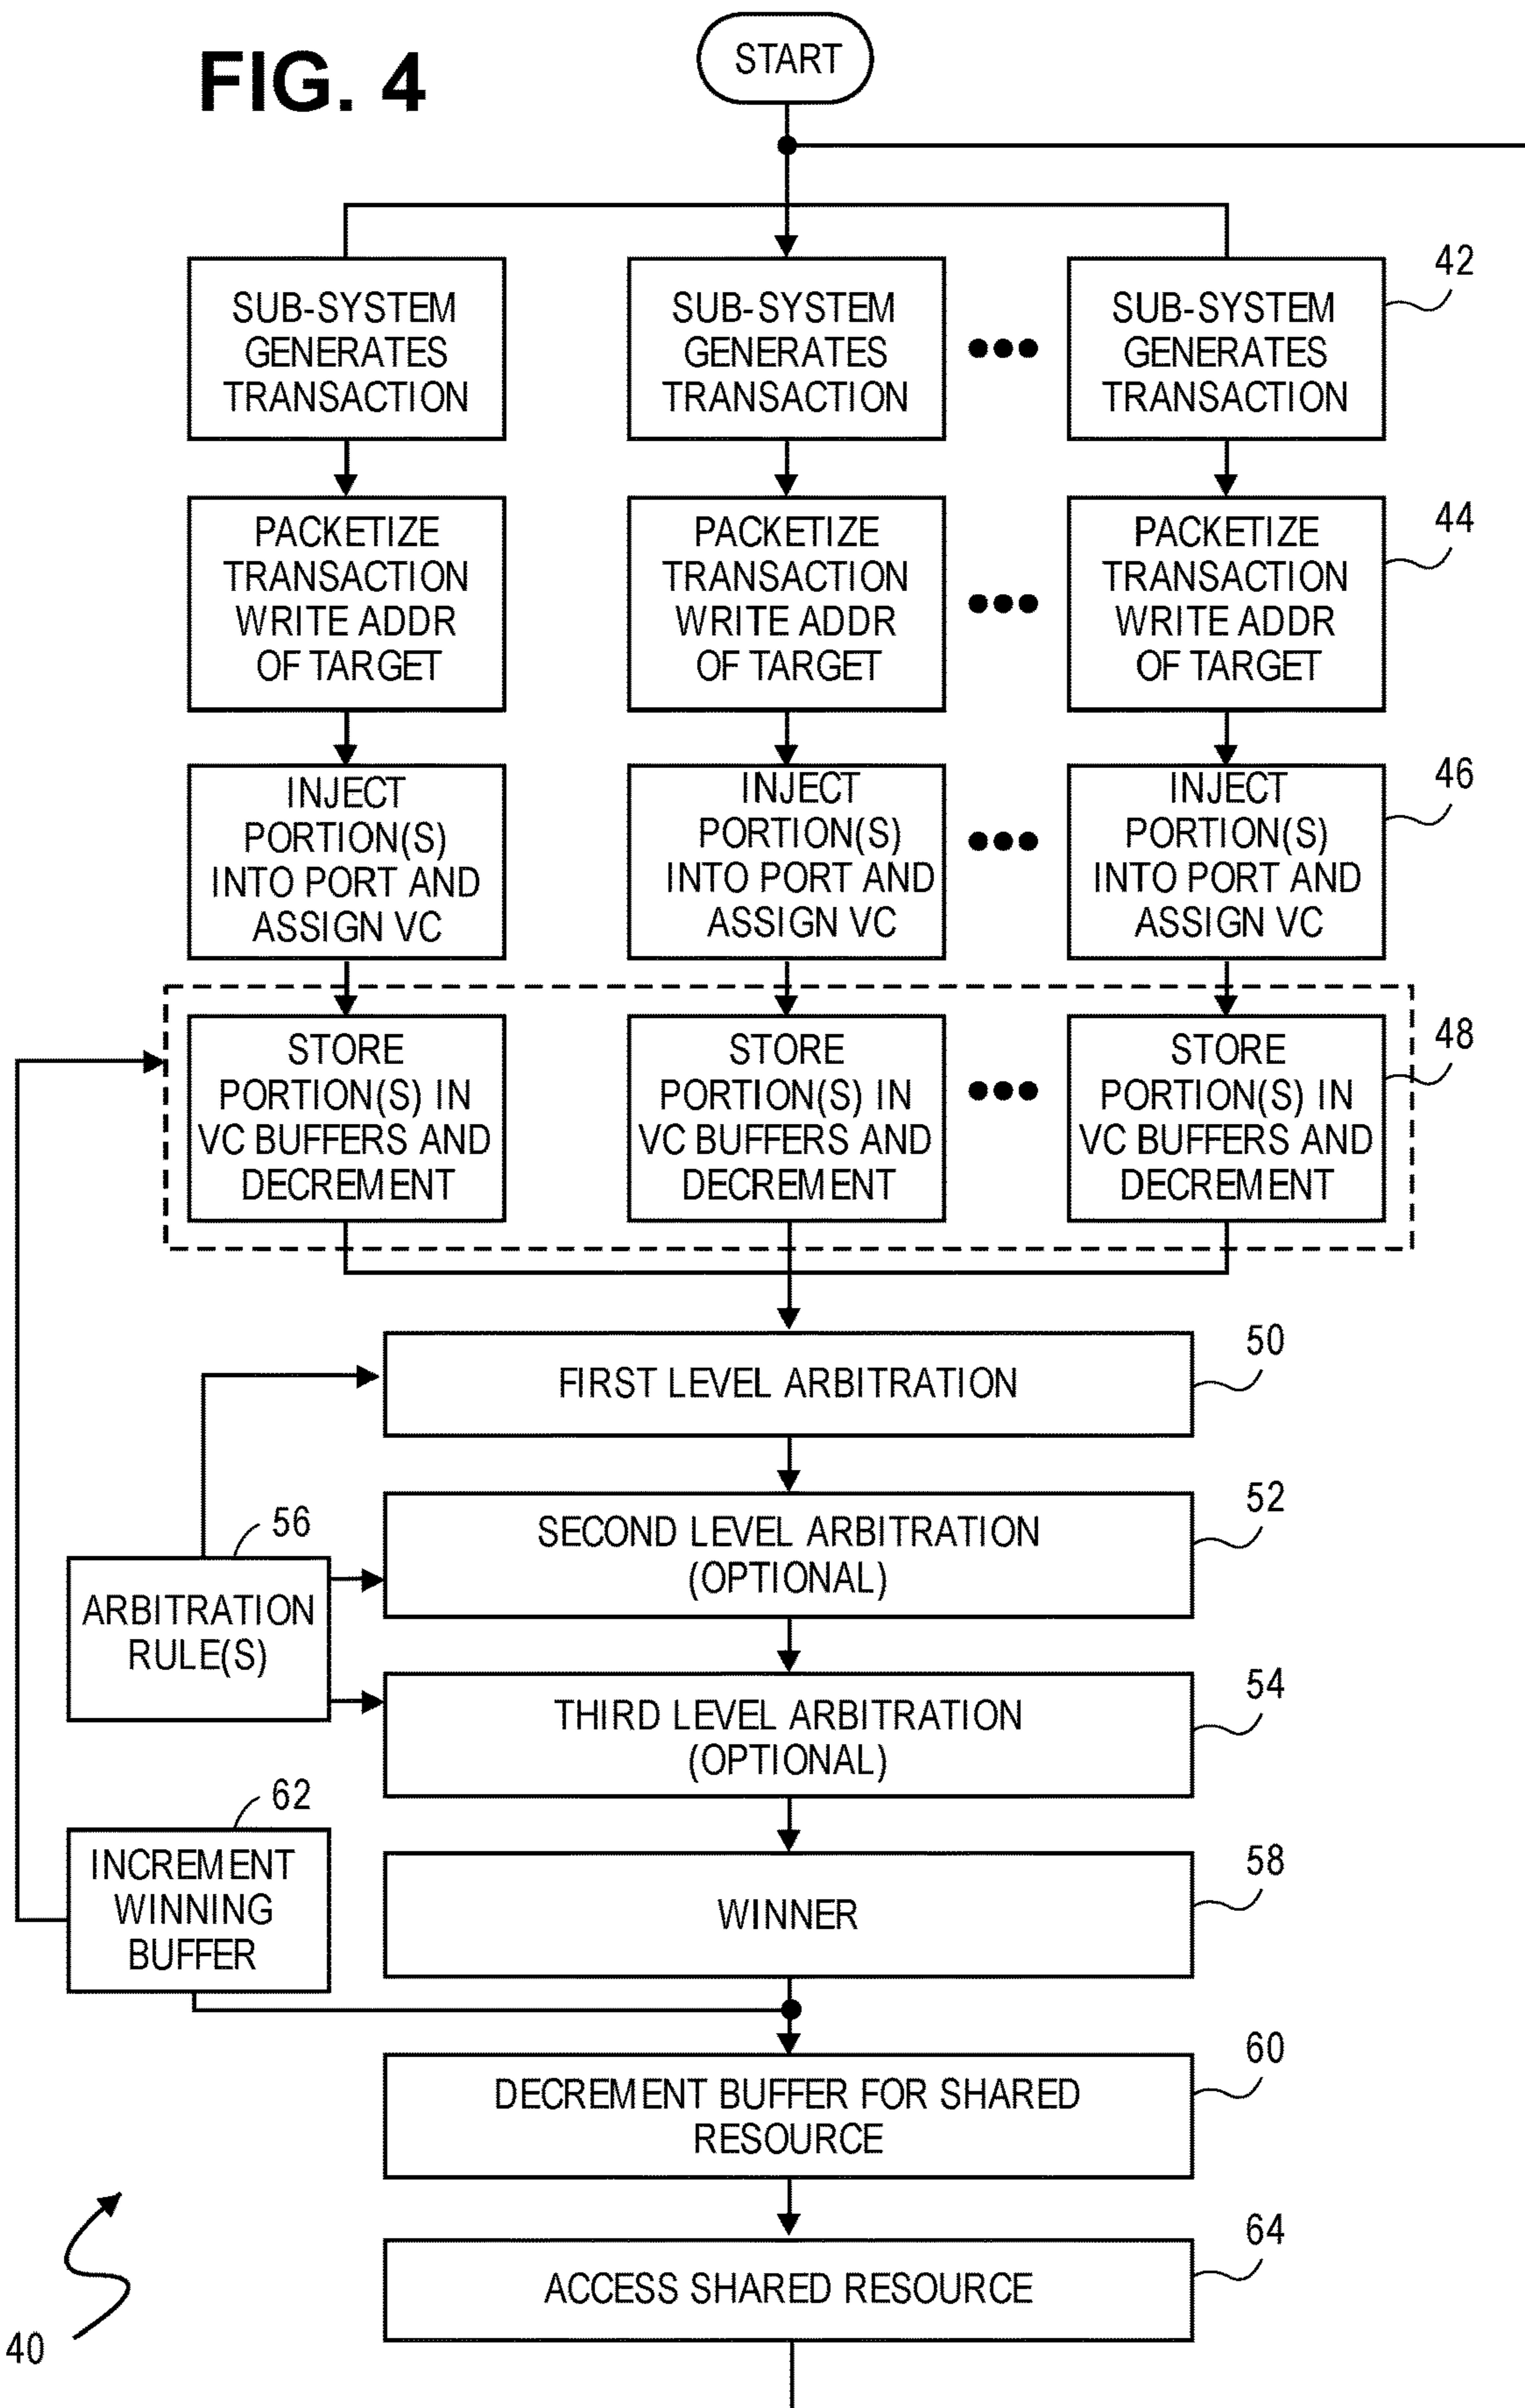 FIG. 4
START
42
SUB-SYSTEM
GENERATES
TRANSACTION
SUB-SYSTEM
GENERATES
TRANSACTION
SUB-SYSTEM
GENERATES
TRANSACTION
44
PACKETIZE
TRANSACTION
WRITE ADDR
OF TARGET
PACKETIZE
TRANSACTION
WRITE ADDR
OF TARGET
PACKETIZE
TRANSACTION
WRITE ADDR
OF TARGET
46
INJECT
PORTION(S)
INTO PORT AND
ASSIGN VC
INJECT
PORTION(S)
INTO PORT AND
ASSIGN VC
INJECT
PORTION(S)
INTO PORT AND
ASSIGN VC
48
STORE
PORTION(S) IN
VC BUFFERS AND
DECREMENT
STORE
PORTION(S) IN
VC BUFFERS AND
DECREMENT
STORE
PORTION(S) IN
VC BUFFERS AND
DECREMENT
50
FIRST LEVEL ARBITRATION
52
SECOND LEVEL ARBITRATION
(OPTIONAL)
56
ARBITRATION
RULE(S)
54
THIRD LEVEL ARBITRATION
(OPTIONAL)
62
INCREMENT
WINNING
BUFFER
58
WINNER
60
DECREMENT BUFFER FOR SHARED
RESOURCE
64
ACCESS SHARED RESOURCE
40